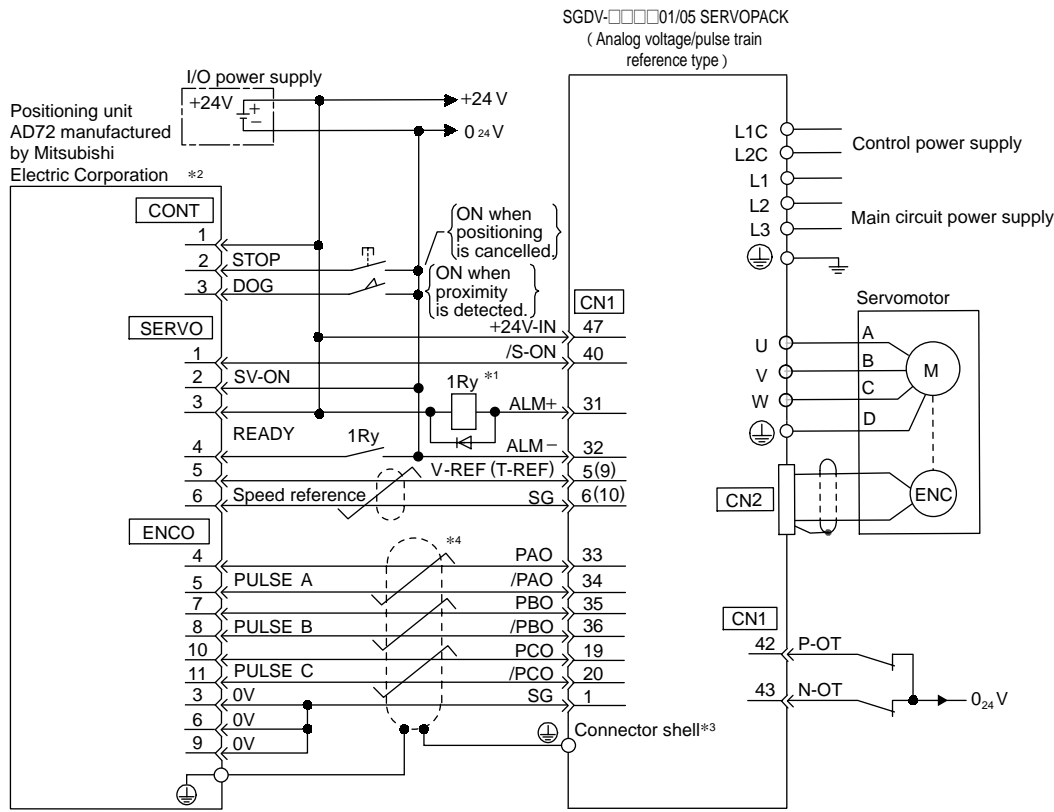 SGDV-□□□□01/05 SERVOPACK
( Analog voltage/pulse train
reference type )
I/O power supply
+24V
+
−
+24 V
0 24 V
Positioning unit
AD72 manufactured
by Mitsubishi
Electric Corporation *2
CONT
1
2 STOP
3 DOG
ON when
positioning
is cancelled.
ON when
proximity
is detected.
SERVO
1
2 SV-ON
3
4 READY
5
6 Speed reference
1Ry *1
1Ry
CN1
+24V-IN 47
/S-ON 40
ALM+ 31
ALM− 32
V-REF (T-REF) 5(9)
SG 6(10)
ENCO
4
5 PULSE A
7
8 PULSE B
10
11 PULSE C
3 0V
6 0V
9 0V
*4
PAO 33
/PAO 34
PBO 35
/PBO 36
PCO 19
/PCO 20
SG 1
Connector shell*3
L1C
L2C
Control power supply
L1
L2
L3
Main circuit power supply
Servomotor
U A
V B
W C
D
M
CN2
ENC
CN1
42 P-OT
43 N-OT
0₂₄V